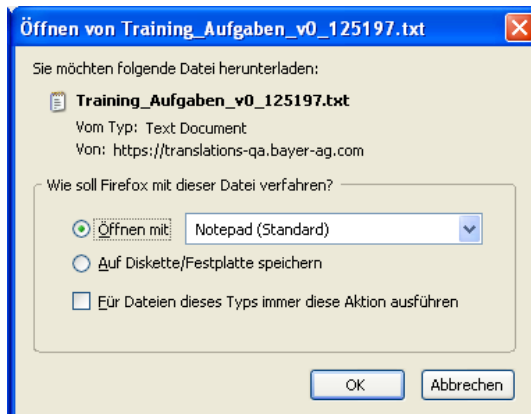 Öffnen von Training_Aufgaben_v0_125197.txt
Sie möchten folgende Datei herunterladen:
Training_Aufgaben_v0_125197.txt
Vom Typ: Text Document
Von: https://translations-qa.bayer-ag.com
Wie soll Firefox mit dieser Datei verfahren?
Öffnen mit Notepad (Standard)
Auf Diskette/Festplatte speichern
Für Dateien dieses Typs immer diese Aktion ausführen
OK Abbrechen